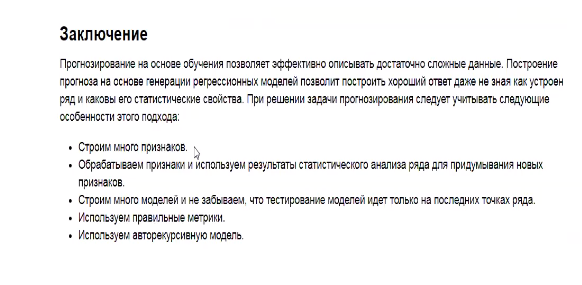 Заключение
Прогнозирование на основе обучения позволяет эффективно описывать достаточно сложные данные. Построение
прогноза на основе генерации регрессионных моделей позволит построить хороший ответ даже не зная как устроен
ряд и каковы его статистические свойства. При решении задачи прогнозирования следует учитывать следующие
особенности этого подхода:
• Строим много признаков.
• Обрабатываем признаки и используем результаты статистического анализа ряда для придумывания новых
признаков.
• Строим много моделей и не забываем, что тестирование моделей идет только на последних точках ряда.
• Используем правильные метрики.
• Используем авторекурсивную модель.